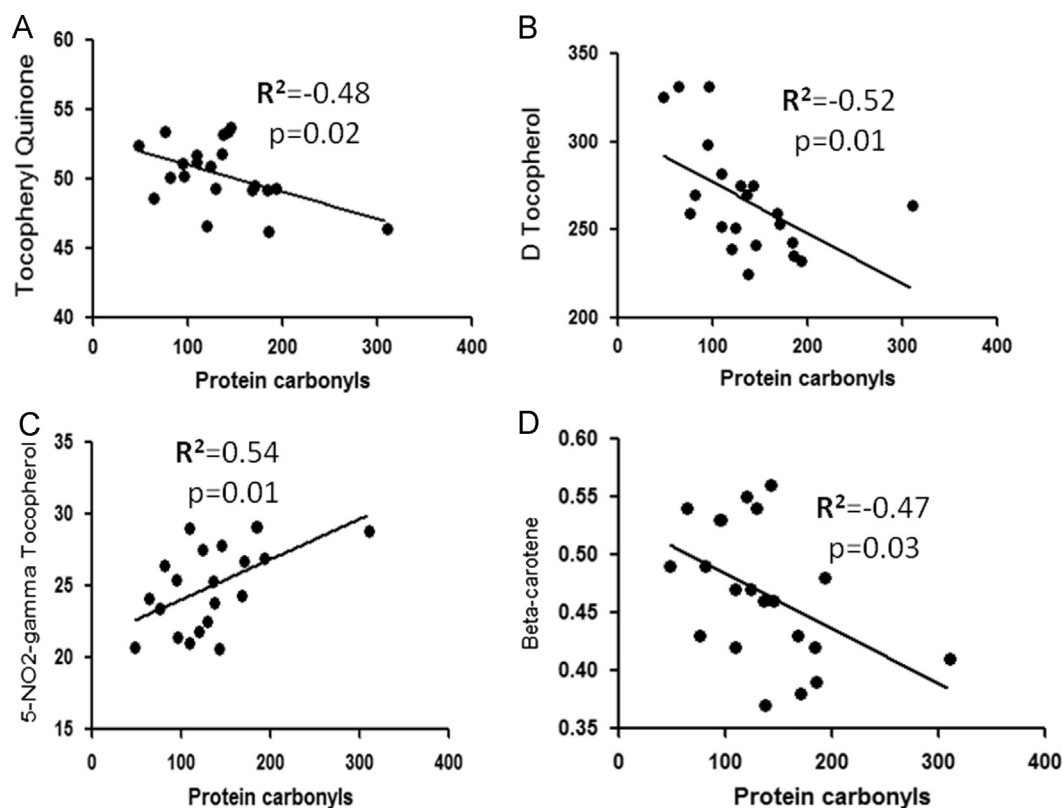 A
60
50
40
Tocopheryl Quinone
R²=-0.48
p=0.02
0 100 200 300 400
Protein carbonyls
B
350
300
250
200
D Tocopherol
R²=-0.52
p=0.01
0 100 200 300 400
Protein carbonyls
C
35
30
25
20
15
5-NO2-gamma Tocopherol
R²=0.54
p=0.01
0 100 200 300 400
Protein carbonyls
D
0.60
0.55
0.50
0.45
0.40
0.35
Beta-carotene
R²=-0.47
p=0.03
0 100 200 300 400
Protein carbonyls